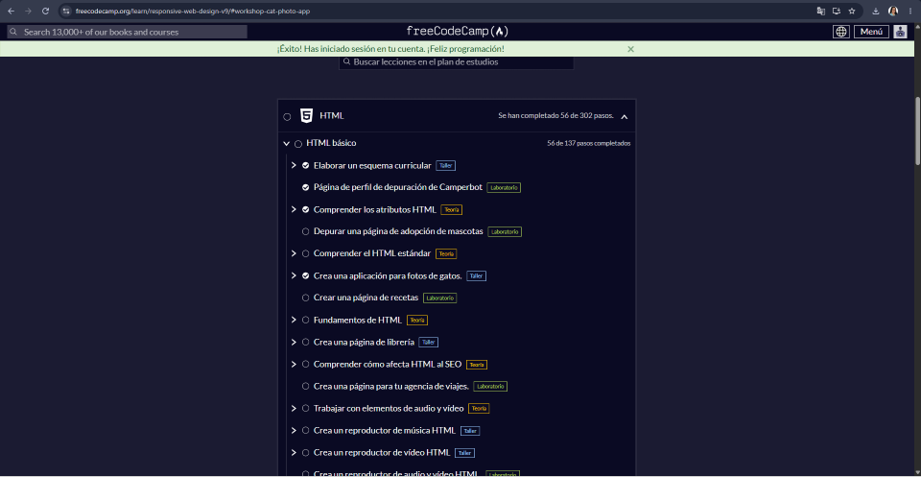 freecodecamp.org/learn/responsive-web-design-v9/#workshop-cat-photo-app
Search 13,000+ of our books and courses
freeCodeCamp
Menú
¡Éxito! Has iniciado sesión en tu cuenta. ¡Feliz programación!
Buscar lecciones en el plan de estudios
HTML
Se han completado 56 de 302 pasos.
HTML básico
56 de 137 pasos completados
Elaborar un esquema curricular Taller
Página de perfil de depuración de Camperbot Laboratorio
Comprender los atributos HTML Teoría
Depurar una página de adopción de mascotas Laboratorio
Comprender el HTML estándar Teoría
Crea una aplicación para fotos de gatos. Taller
Crear una página de recetas Laboratorio
Fundamentos de HTML Teoría
Crea una página de librería Taller
Comprender cómo afecta HTML al SEO Teoría
Crea una página para tu agencia de viajes. Laboratorio
Trabajar con elementos de audio y vídeo Teoría
Crea un reproductor de música HTML Taller
Crea un reproductor de vídeo HTML Taller
Crea un reproductor de audio y vídeo HTML Laboratorio